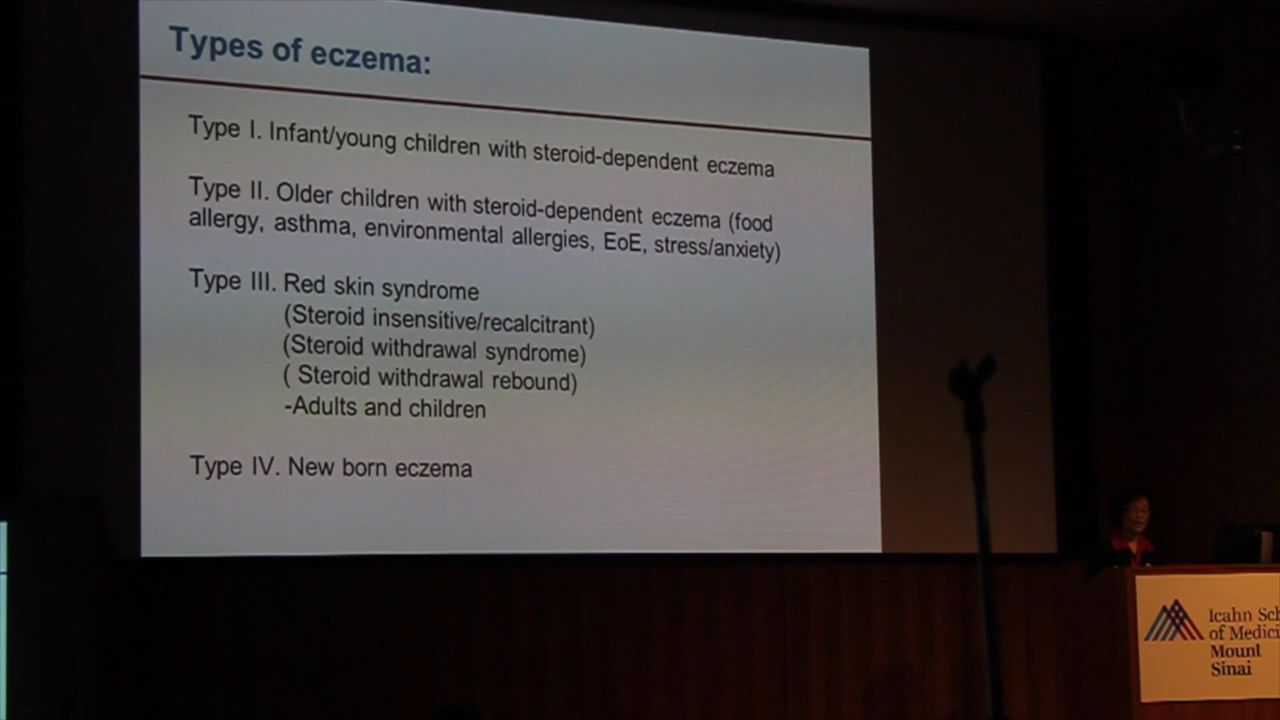 Types of eczema:
Type I. Infant/young children with steroid-dependent eczema
Type II. Older children with steroid-dependent eczema (food
allergy, asthma, environmental allergies, EoE, stress/anxiety)
Type III. Red skin syndrome
(Steroid insensitive/recalcitrant)
(Steroid withdrawal syndrome)
( Steroid withdrawal rebound)
-Adults and children
Type IV. New born eczema
Icahn Sch
of Medici
Mount
Sinai